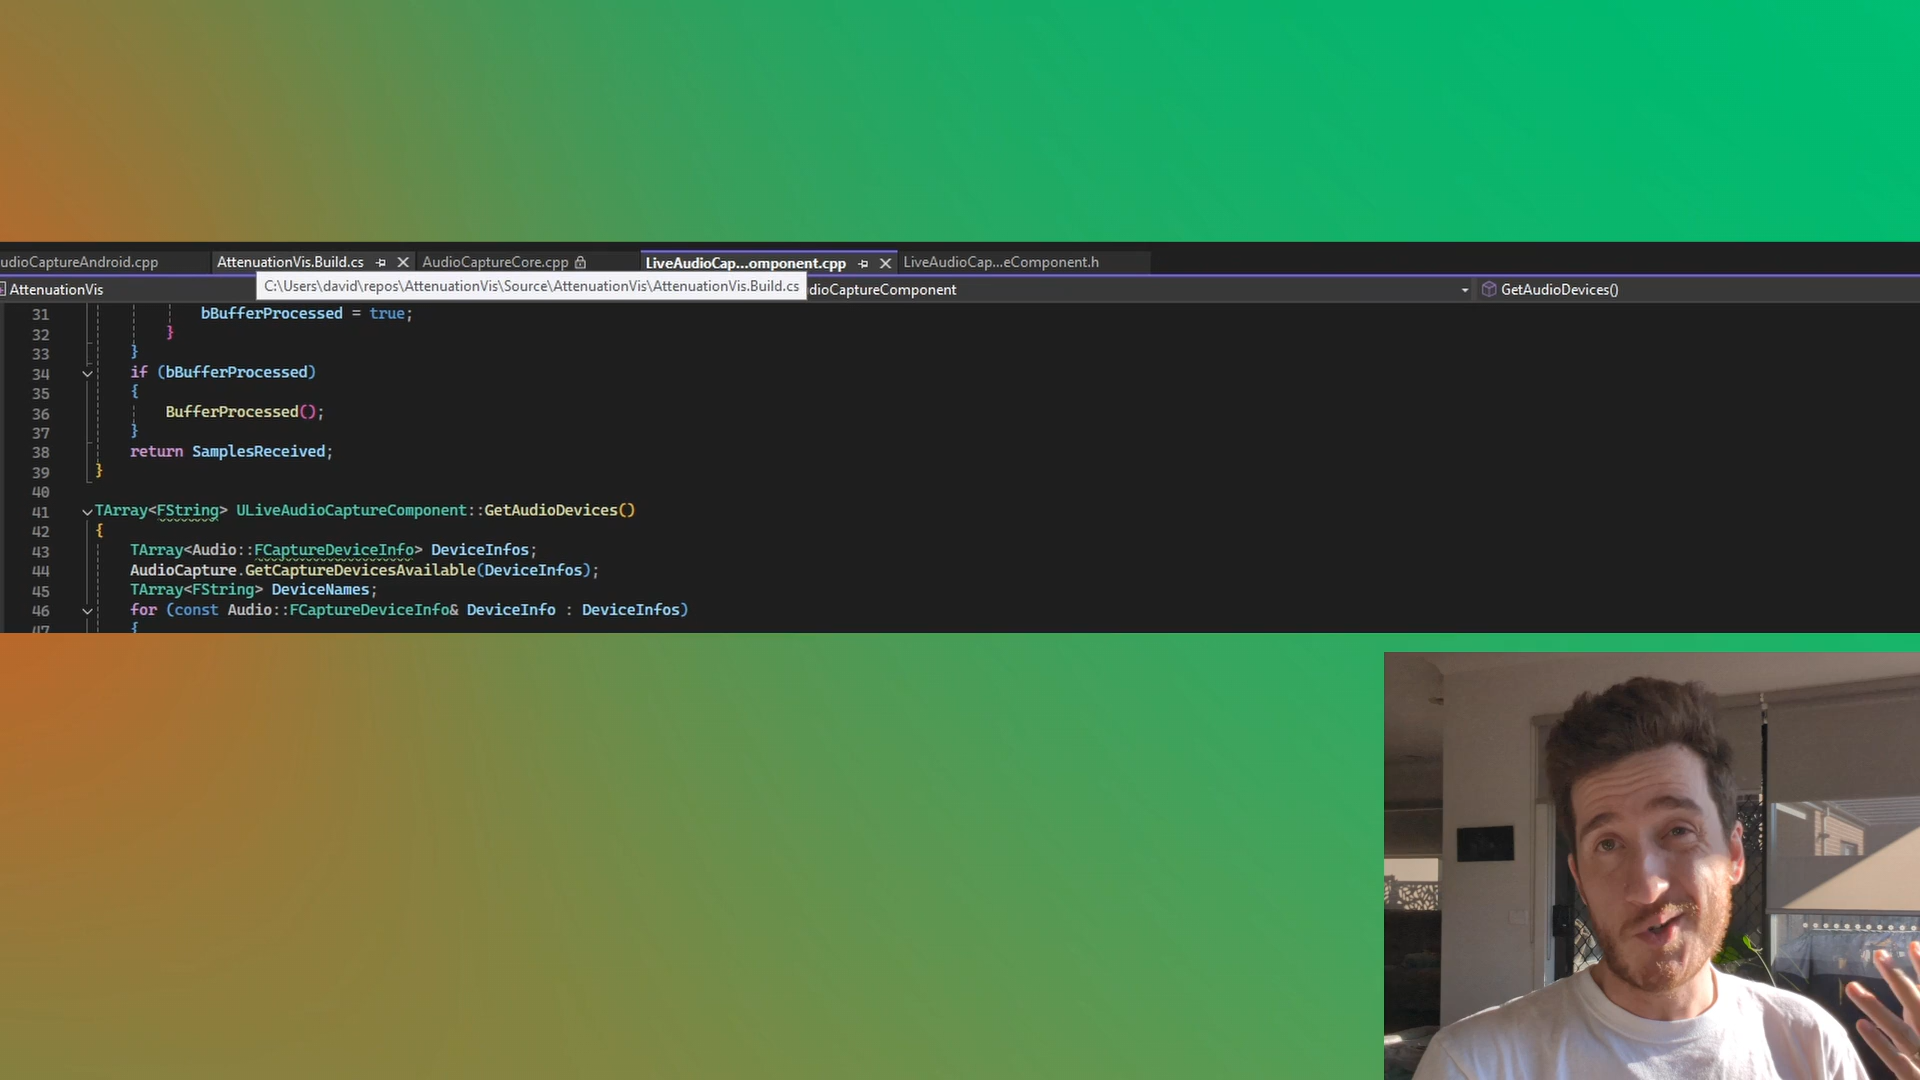 udioCaptureAndroid.cpp AttenuationVis.Build.cs AudioCaptureCore.cpp LiveAudioCap...omponent.cpp LiveAudioCap...eComponent.h
C:\Users\david\repos\AttenuationVis\Source\AttenuationVis\AttenuationVis.Build.cs
AttenuationVis dioCaptureComponent GetAudioDevices()
31 bBufferProcessed = true;
32 }
33 }
34 if (bBufferProcessed)
35 {
36 BufferProcessed();
37 }
38 return SamplesReceived;
39 }
40
41 TArray<FString> ULiveAudioCaptureComponent::GetAudioDevices()
42 {
43 TArray<Audio::FCaptureDeviceInfo> DeviceInfos;
44 AudioCapture.GetCaptureDevicesAvailable(DeviceInfos);
45 TArray<FString> DeviceNames;
46 for (const Audio::FCaptureDeviceInfo& DeviceInfo : DeviceInfos)
47 {